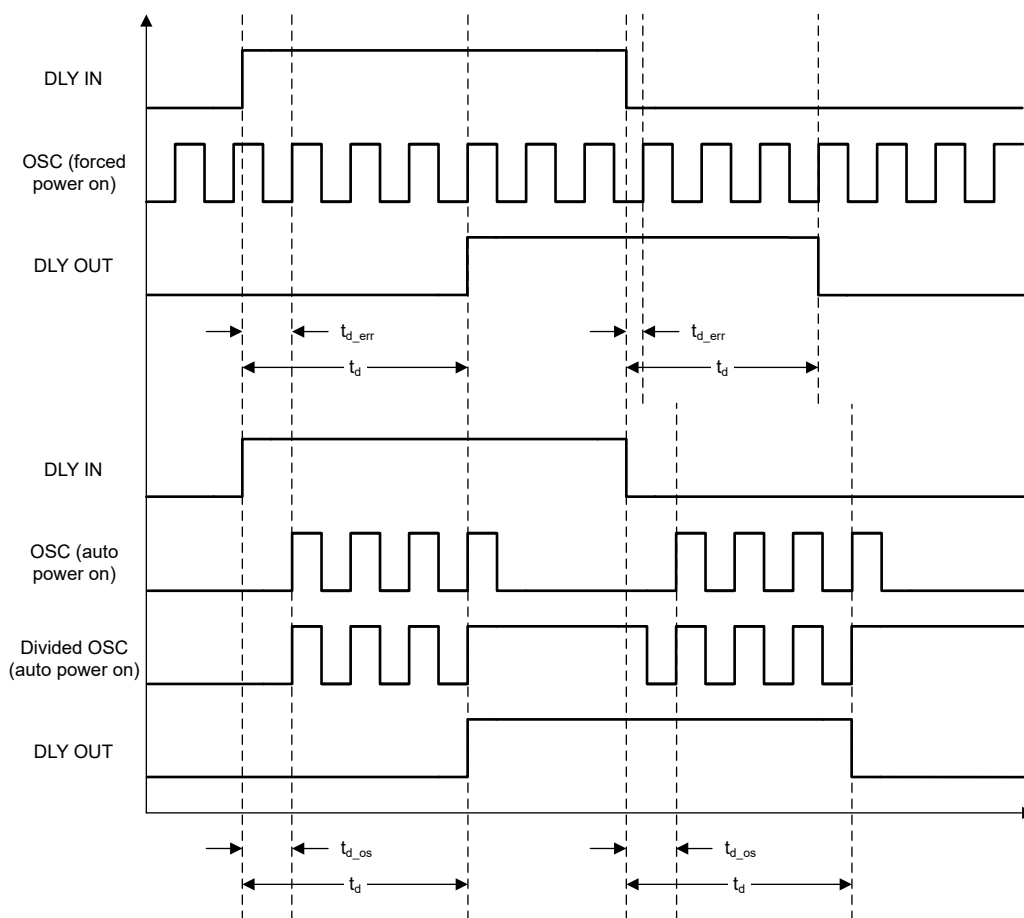 DLY IN
OSC (forced
power on)
DLY OUT
t_d_err
t_d_err
t_d
t_d
DLY IN
OSC (auto
power on)
Divided OSC
(auto power on)
DLY OUT
t_d_os
t_d_os
t_d
t_d